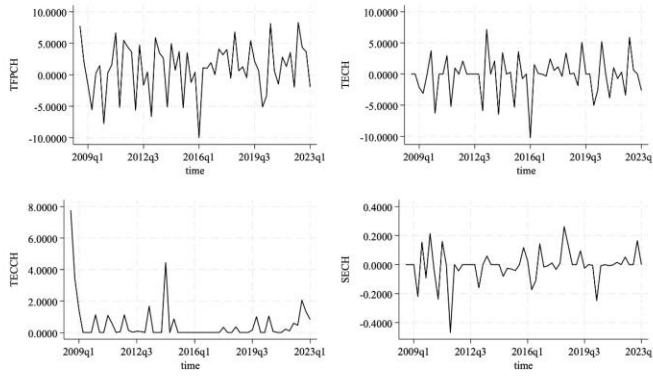 10.0000
5.0000
0.0000
-5.0000
-10.0000
TFPCH
2009q1 2012q3 2016q1 2019q3 2023q1
time
10.0000
5.0000
0.0000
-5.0000
-10.0000
TECH
2009q1 2012q3 2016q1 2019q3 2023q
time
8.0000
6.0000
4.0000
2.0000
0.0000
TECCH
2009q1 2012q3 2016q1 2019q3 2023q1
time
0.4000
0.2000
0.0000
-0.2000
-0.4000
SECH
2009q1 2012q3 2016q1 2019q3 2023q1
time